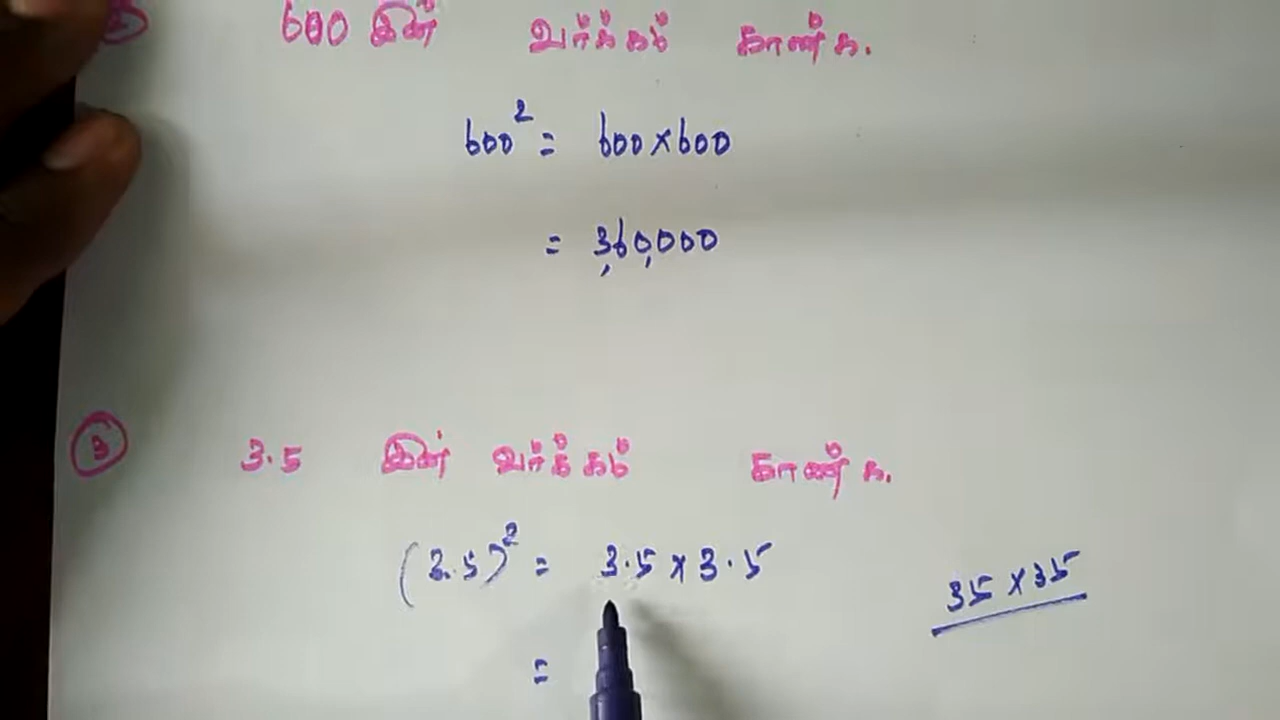 600 இன் வர்க்கம் காண்க.
600² = 600×600
= 360,000
3 3.5 இன் வர்க்கம் காண்க.
(3.5)² = 3.5 × 3.5
35 × 35
=